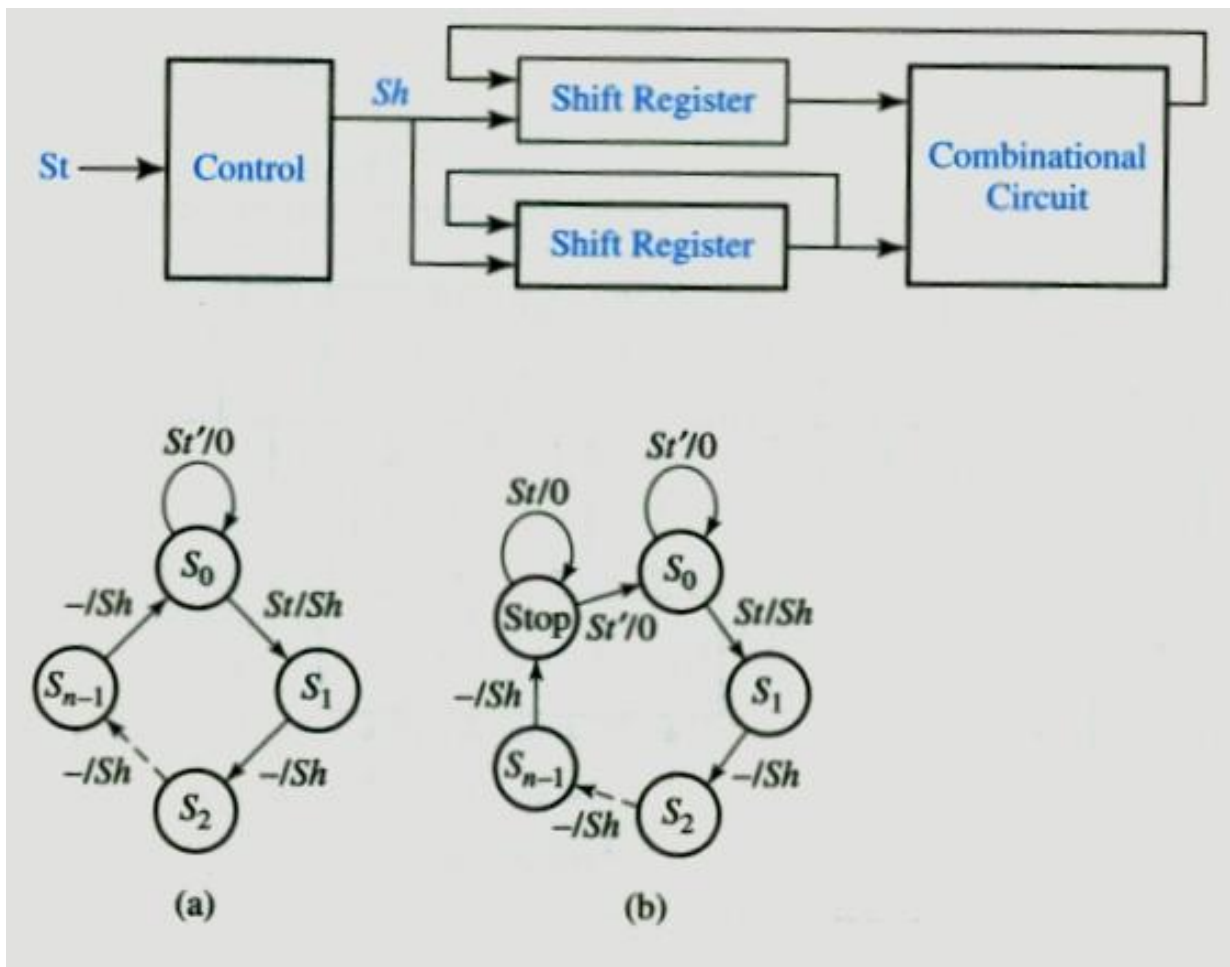 Sh
Shift Register
St
Control
Combinational
Circuit
Shift Register
St'/0
St'/0
St/0
S0
S0
–/Sh
St/Sh
Stop
St'/0
St/Sh
Sn–1
S1
–/Sh
S1
–/Sh
–/Sh
Sn–1
–/Sh
S2
–/Sh
S2
(a)
(b)